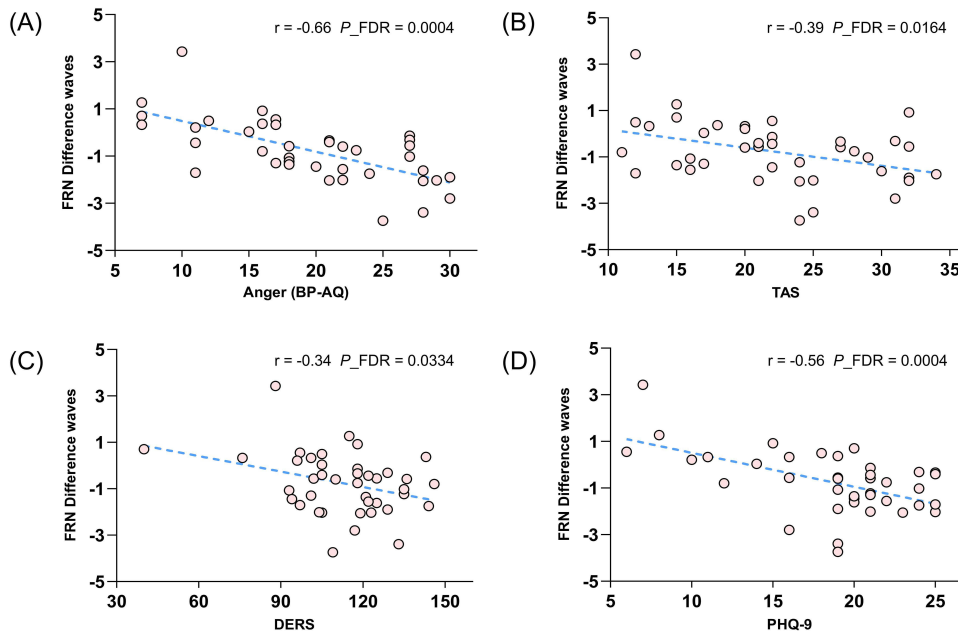 (A)
r = -0.66 P_FDR = 0.0004
FRN Difference waves
5
3
1
-1
-3
-5
5
10
15
20
25
30
Anger (BP-AQ)
(B)
r = -0.39 P_FDR = 0.0164
FRN Difference waves
5
3
1
-1
-3
-5
10
15
20
25
30
35
TAS
(C)
r = -0.34 P_FDR = 0.0334
FRN Difference waves
5
3
1
-1
-3
-5
30
60
90
120
150
DERS
(D)
r = -0.56 P_FDR = 0.0004
FRN Difference waves
5
3
1
-1
-3
-5
5
10
15
20
25
PHQ-9